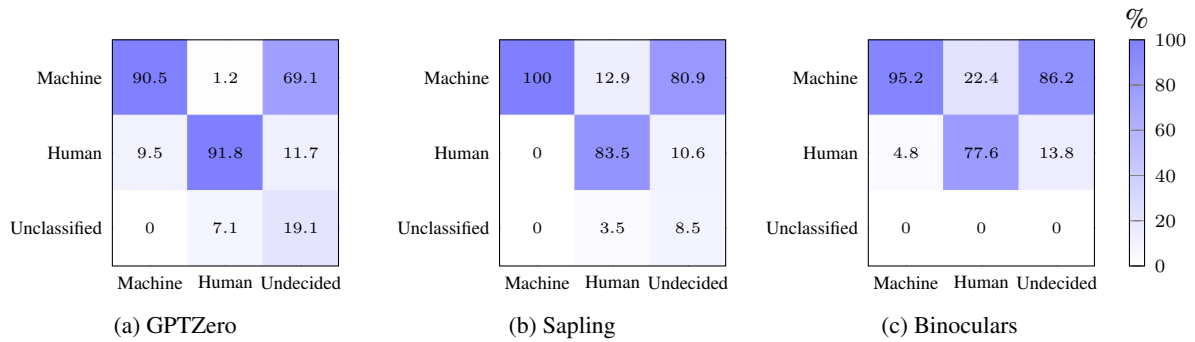 %
Machine 90.5 1.2 69.1
Human 9.5 91.8 11.7
Unclassified 0 7.1 19.1
Machine Human Undecided
(a) GPTZero
Machine 100 12.9 80.9
Human 0 83.5 10.6
Unclassified 0 3.5 8.5
Machine Human Undecided
(b) Sapling
Machine 95.2 22.4 86.2
Human 4.8 77.6 13.8
Unclassified 0 0 0
Machine Human Undecided
(c) Binoculars
100
80
60
40
20
0